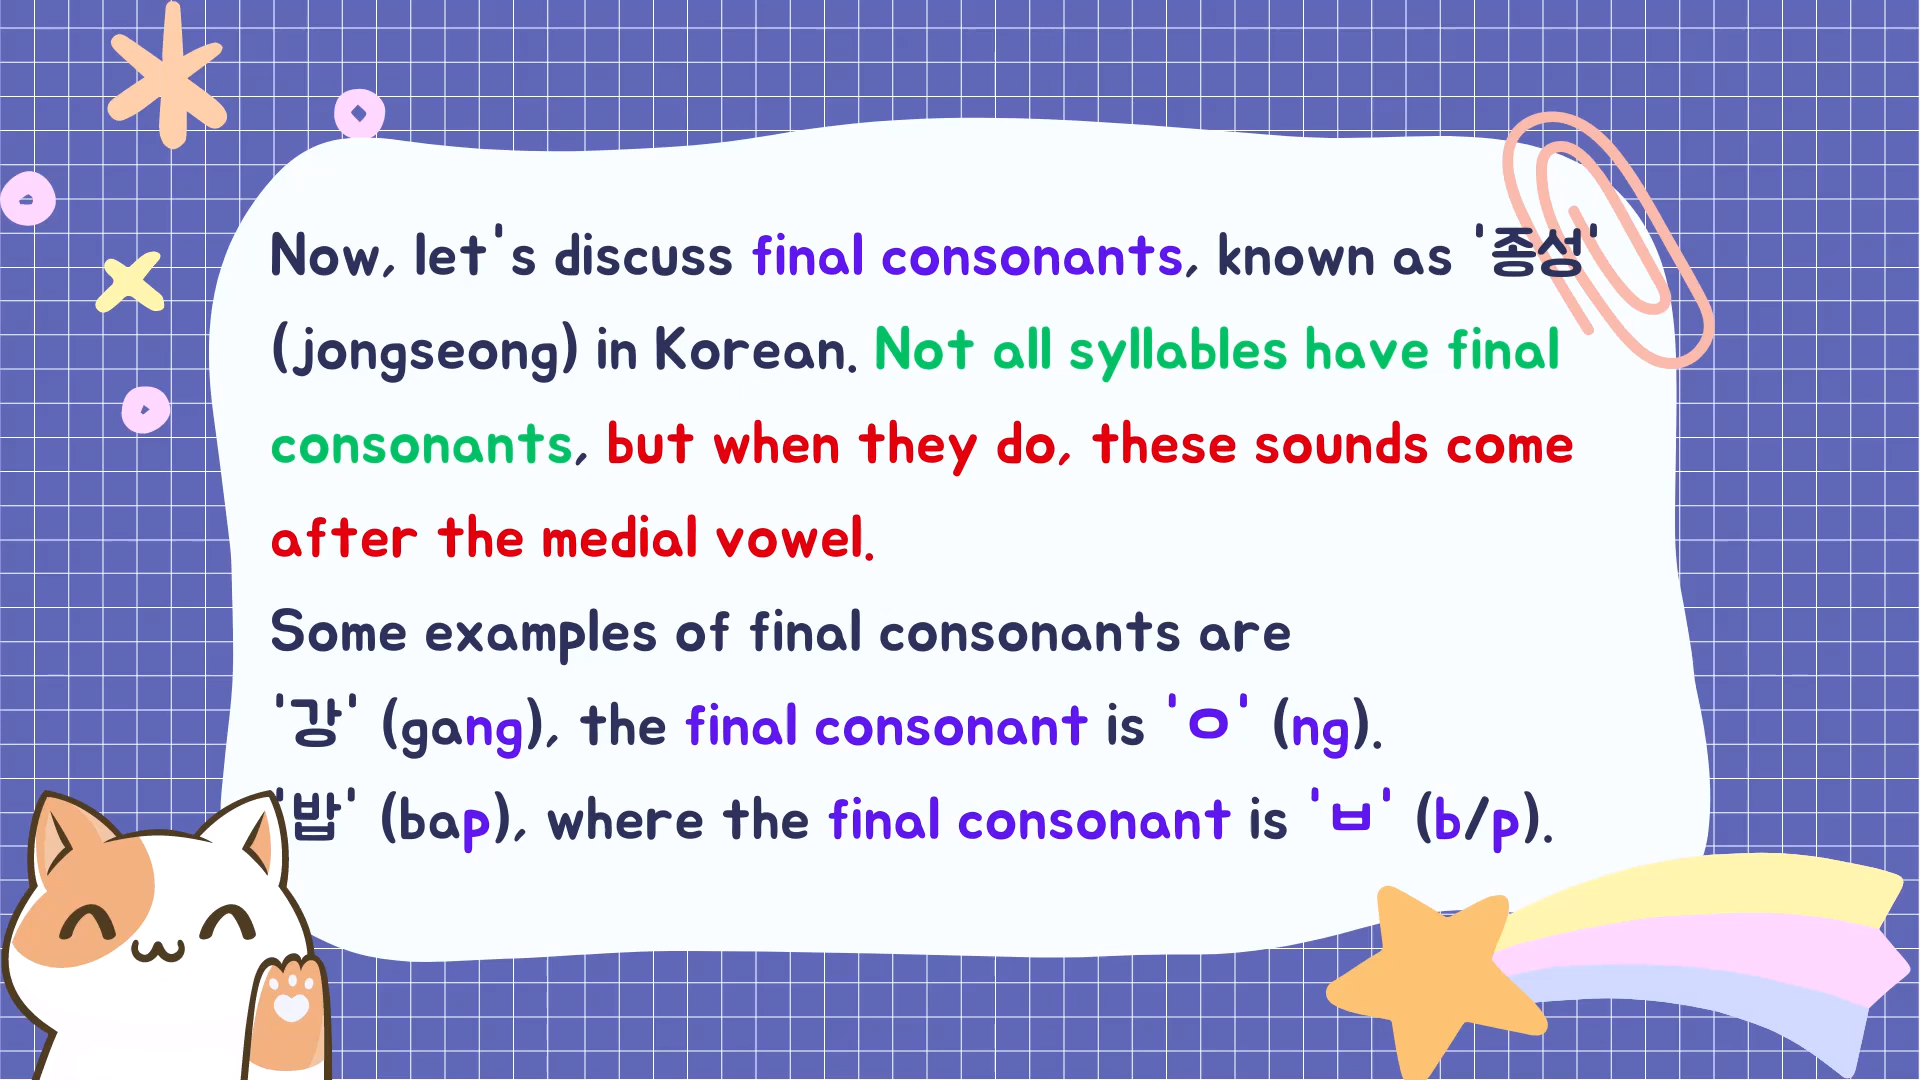 Now, let's discuss final consonants, known as '종성'
(jongseong) in Korean. Not all syllables have final
consonants, but when they do, these sounds come
after the medial vowel.
Some examples of final consonants are
'강' (gang), the final consonant is 'ㅇ' (ng).
'밥' (bap), where the final consonant is 'ㅂ' (b/p).